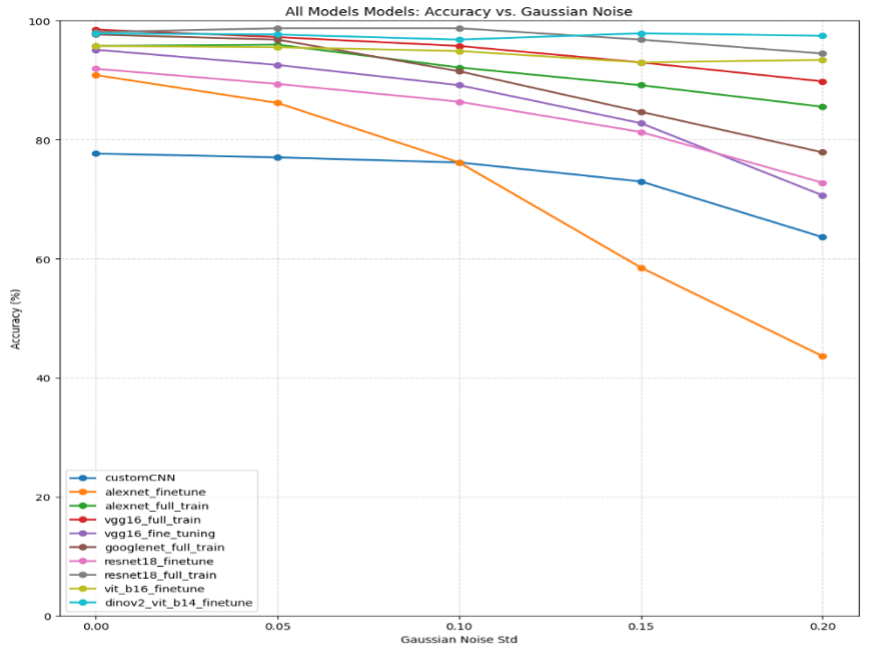 All Models Models: Accuracy vs. Gaussian Noise
100
80
60
40
20
0
Accuracy (%)
customCNN
alexnet_finetune
alexnet_full_train
vgg16_full_train
vgg16_fine_tuning
googlenet_full_train
resnet18_finetune
resnet18_full_train
vit_b16_finetune
dinov2_vit_b14_finetune
0.00 0.05 0.10 0.15 0.20
Gaussian Noise Std